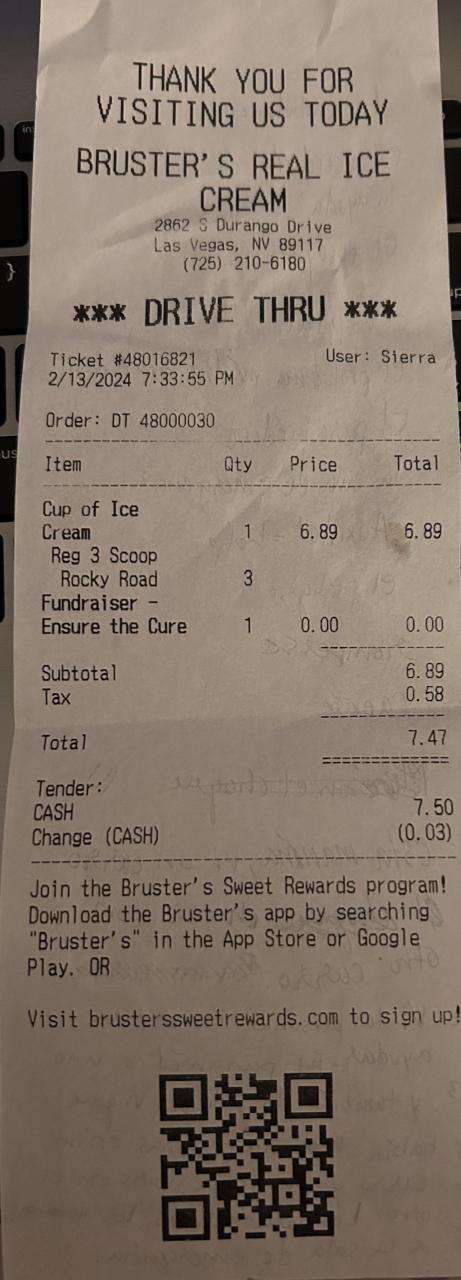 THANK YOU FOR
VISITING US TODAY
BRUSTER'S REAL ICE
CREAM
2862 S Durango Drive
Las Vegas, NV 89117
(725) 210-6180
*** DRIVE THRU ***
Ticket #48016821 User: Sierra
2/13/2024 7:33:55 PM
Order: DT 48000030
Item Qty Price Total
Cup of Ice
Cream 1 6.89 6.89
Reg 3 Scoop
Rocky Road 3
Fundraiser -
Ensure the Cure 1 0.00 0.00
Subtotal 6.89
Tax 0.58
Total 7.47
Tender:
CASH 7.50
Change (CASH) (0.03)
Join the Bruster's Sweet Rewards program!
Download the Bruster's app by searching
"Bruster's" in the App Store or Google
Play. OR
Visit brusterssweetrewards.com to sign up!